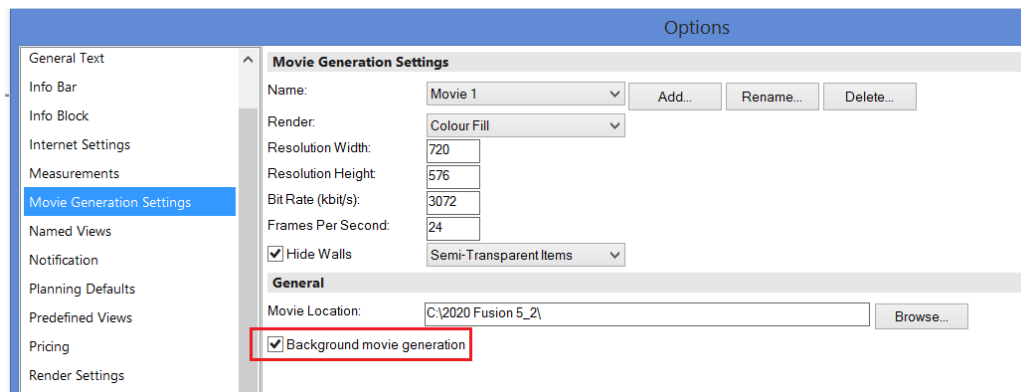 Options
General Text
Info Bar
Info Block
Internet Settings
Measurements
Movie Generation Settings
Named Views
Notification
Planning Defaults
Predefined Views
Pricing
Render Settings
Movie Generation Settings
Name: Movie 1 Add... Rename... Delete...
Render: Colour Fill
Resolution Width: 720
Resolution Height: 576
Bit Rate (kbit/s): 3072
Frames Per Second: 24
Hide Walls Semi-Transparent Items
General
Movie Location: C:\2020 Fusion 5_2\ Browse...
Background movie generation